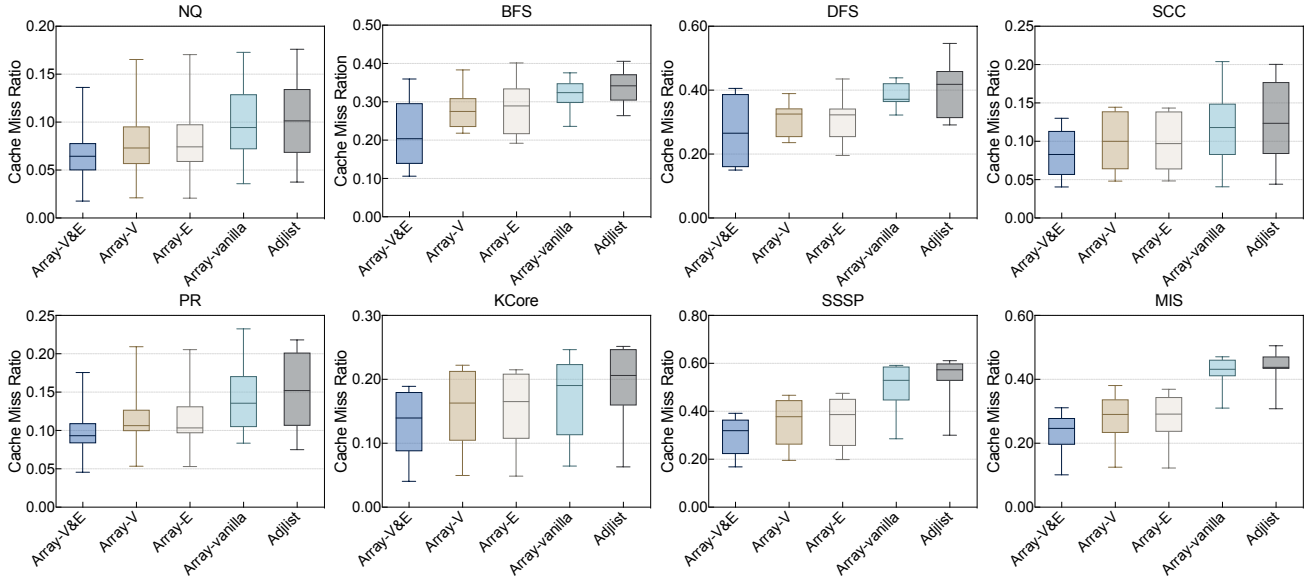 NQ
Cache Miss Ratio
0.20
0.15
0.10
0.05
0.00
Array-V&E
Array-V
Array-E
Array-vanilla
Adjlist
BFS
Cache Miss Ration
0.50
0.40
0.30
0.20
0.10
0.00
Array-V&E
Array-V
Array-E
Array-vanilla
Adjlist
DFS
Cache Miss Ratio
0.60
0.40
0.20
0.00
Array-V&E
Array-V
Array-E
Array-vanilla
Adjlist
SCC
Cache Miss Ratio
0.25
0.20
0.15
0.10
0.05
0.00
Array-V&E
Array-V
Array-E
Array-vanilla
Adjlist
PR
Cache Miss Ratio
0.25
0.20
0.15
0.10
0.05
0.00
Array-V&E
Array-V
Array-E
Array-vanilla
Adjlist
KCore
Cache Miss Ratio
0.30
0.20
0.10
0.00
Array-V&E
Array-V
Array-E
Array-vanilla
Adjlist
SSSP
Cache Miss Ratio
0.80
0.60
0.40
0.20
0.00
Array-V&E
Array-V
Array-E
Array-vanilla
Adjlist
MIS
Cache Miss Ratio
0.60
0.40
0.20
0.00
Array-V&E
Array-V
Array-E
Array-vanilla
Adjlist